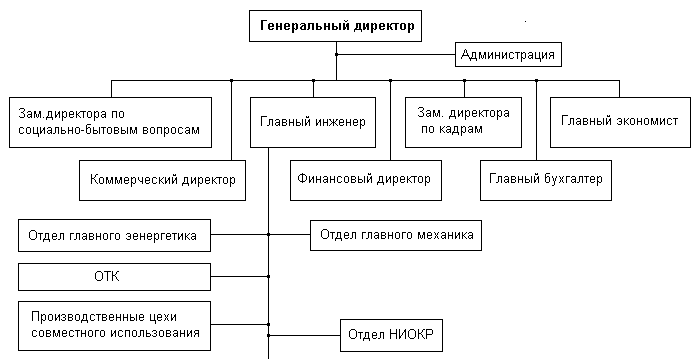 Генеральный директор
Администрация
Зам.директора по
социально-бытовым вопросам
Главный инженер
Зам. директора
по кадрам
Главный экономист
Коммерческий директор
Финансовый директор
Главный бухгалтер
Отдел главного зенергетика
Отдел главного механика
ОТК
Производственные цехи
совместного использования
Отдел НИОКР